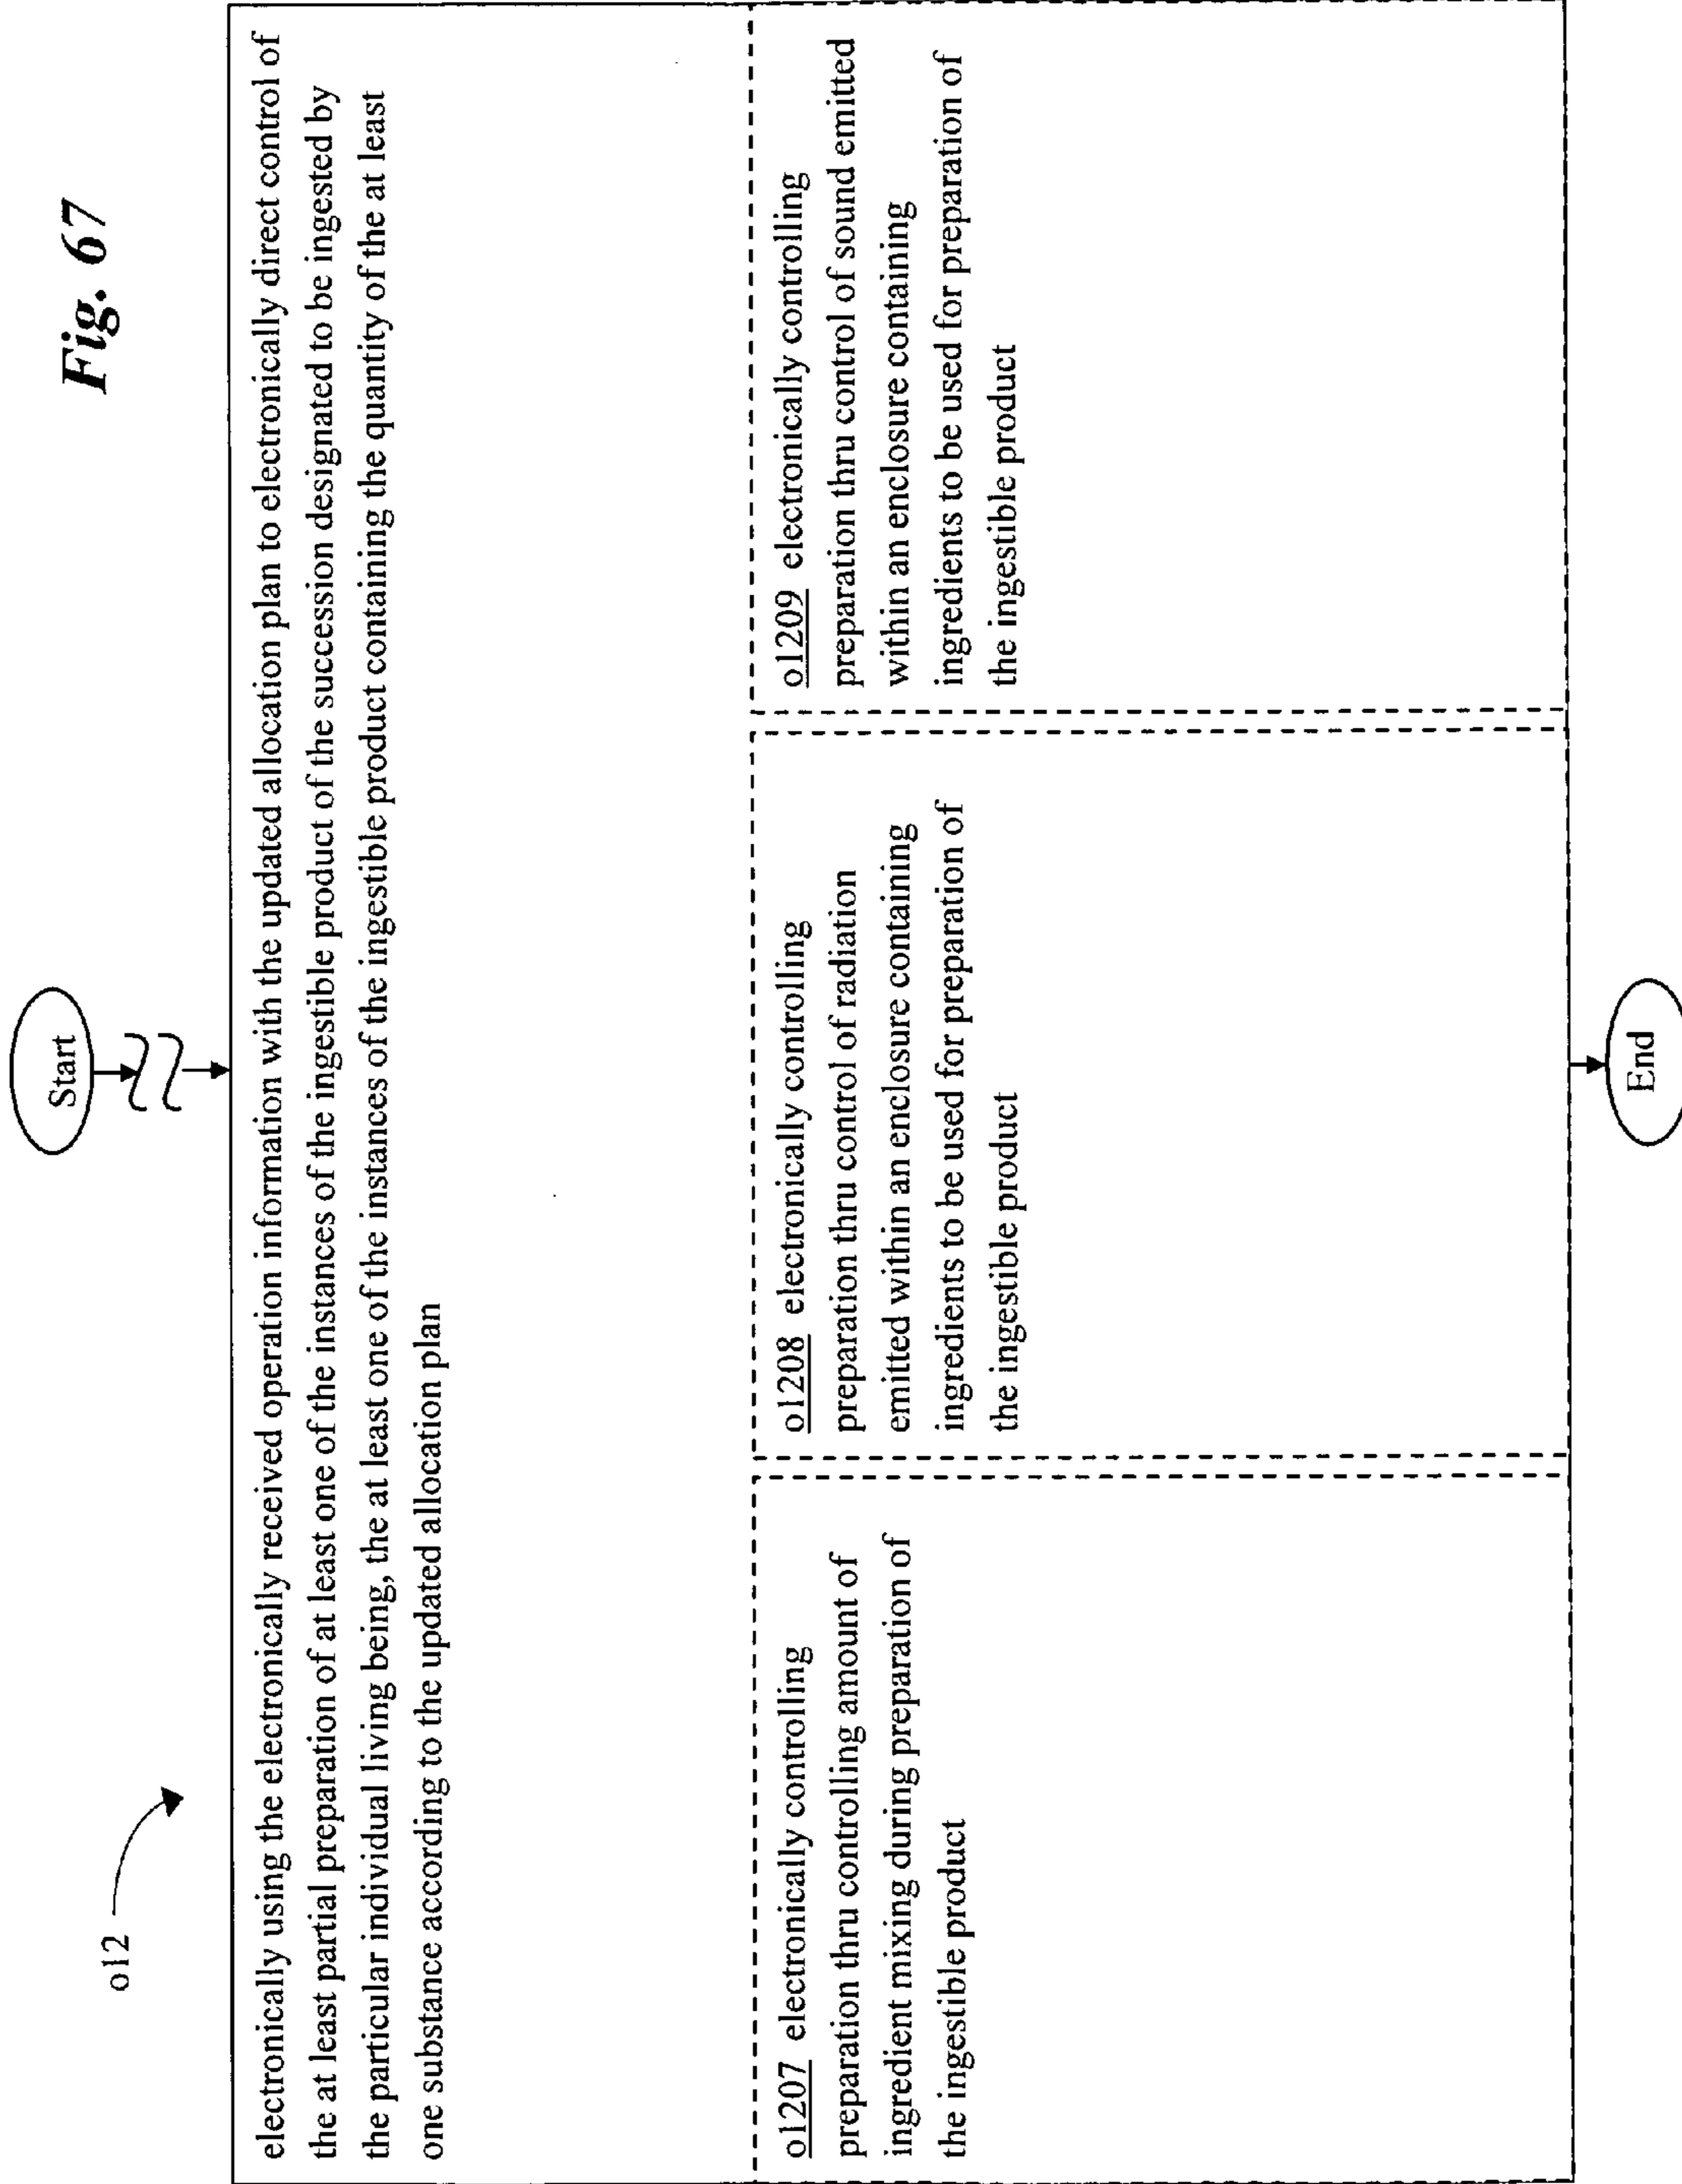 Fig. 67
o12
Start
electronically using the electronically received operation information with the updated allocation plan to electronically direct control of
the at least partial preparation of at least one of the instances of the ingestible product of the succession designated to be ingested by
the particular individual living being, the at least one of the instances of the ingestible product containing the quantity of the at least
one substance according to the updated allocation plan
o1207 electronically controlling
preparation thru controlling amount of
ingredient mixing during preparation of
the ingestible product
o1208 electronically controlling
preparation thru control of radiation
emitted within an enclosure containing
ingredients to be used for preparation of
the ingestible product
o1209 electronically controlling
preparation thru control of sound emitted
within an enclosure containing
ingredients to be used for preparation of
the ingestible product
End